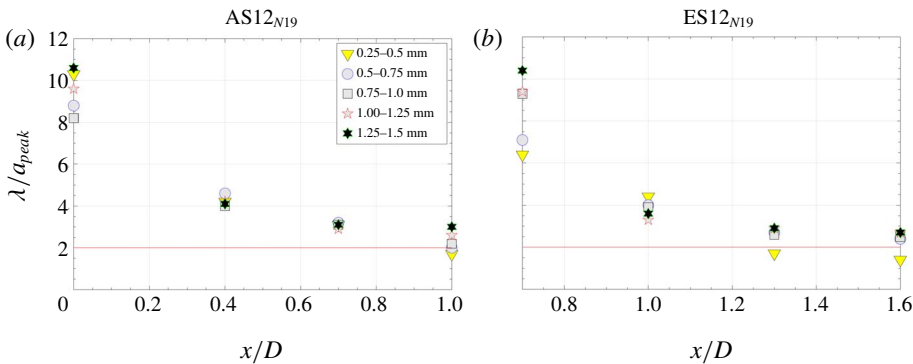 AS12N19
ES12N19
(a)
(b)
12
10
8
6
4
2
0
λ/apeak
0.25–0.5 mm
0.5–0.75 mm
0.75–1.0 mm
1.00–1.25 mm
1.25–1.5 mm
0.2 0.4 0.6 0.8 1.0
0.8 1.0 1.2 1.4 1.6
x/D
x/D